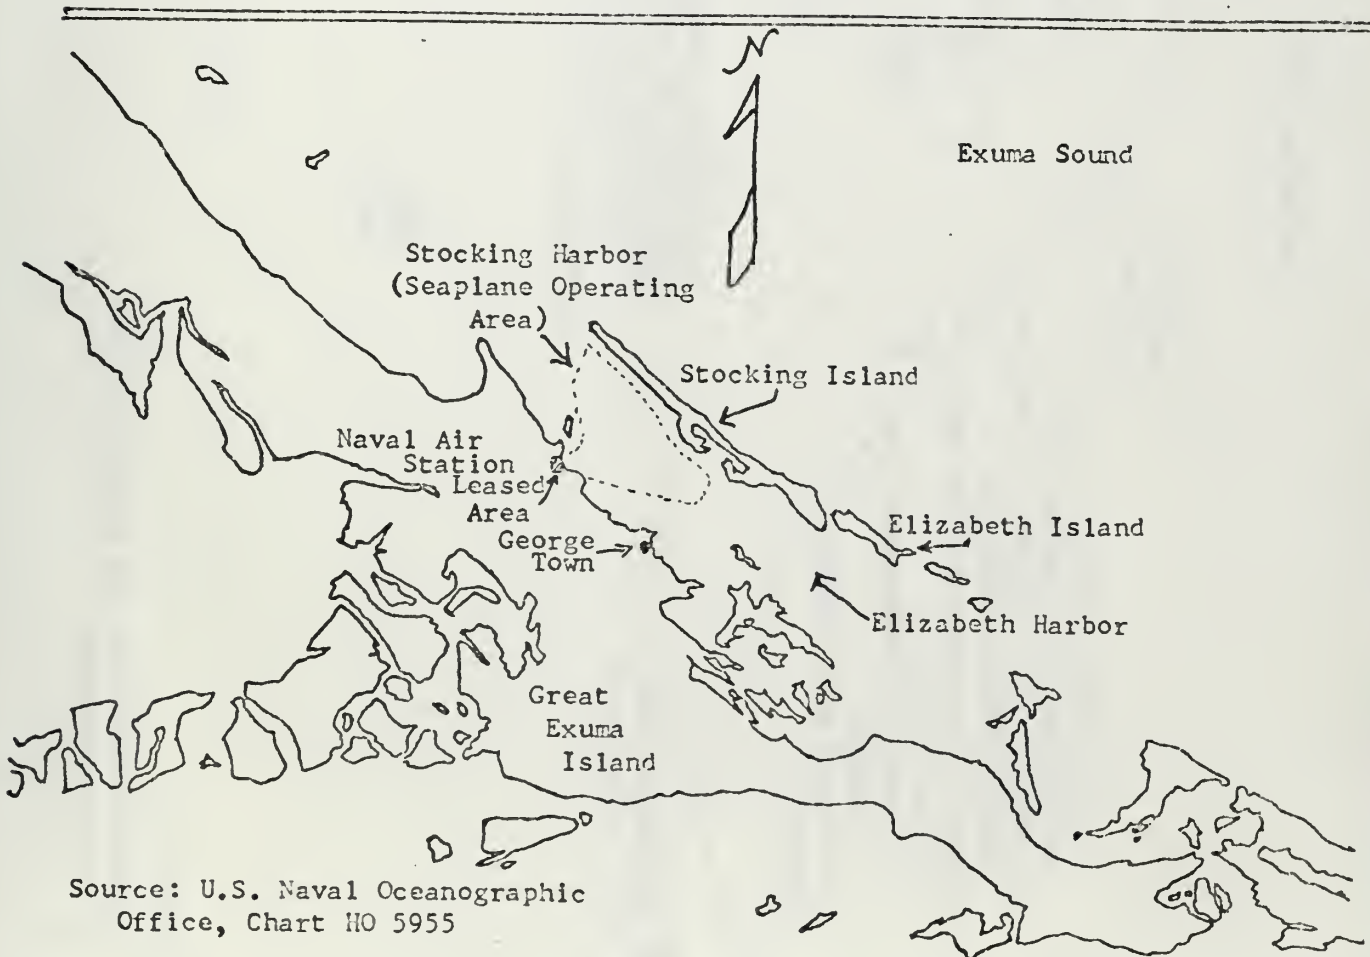 N
Exuma Sound
Stocking Harbor
(Seaplane Operating
Area)
Stocking Island
Naval Air
Station
Leased
Area
George
Town
Elizabeth Island
Elizabeth Harbor
Great
Exuma
Island
Source: U.S. Naval Oceanographic
Office, Chart HO 5955